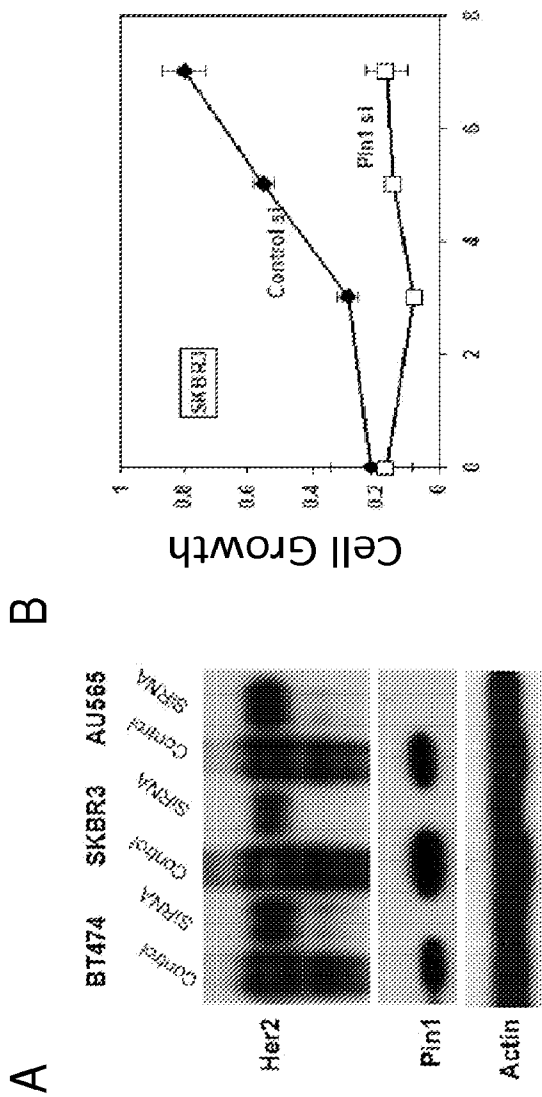 A
BT474 SKBR3 AU565
Control SiRNA Control SiRNA Control SiRNA
Her2
Pin1
Actin
B
Cell Growth
1
0.8
0.6
0.4
0.2
0
0 2 4 6 8
SKBR3
Control si
Pin1 si